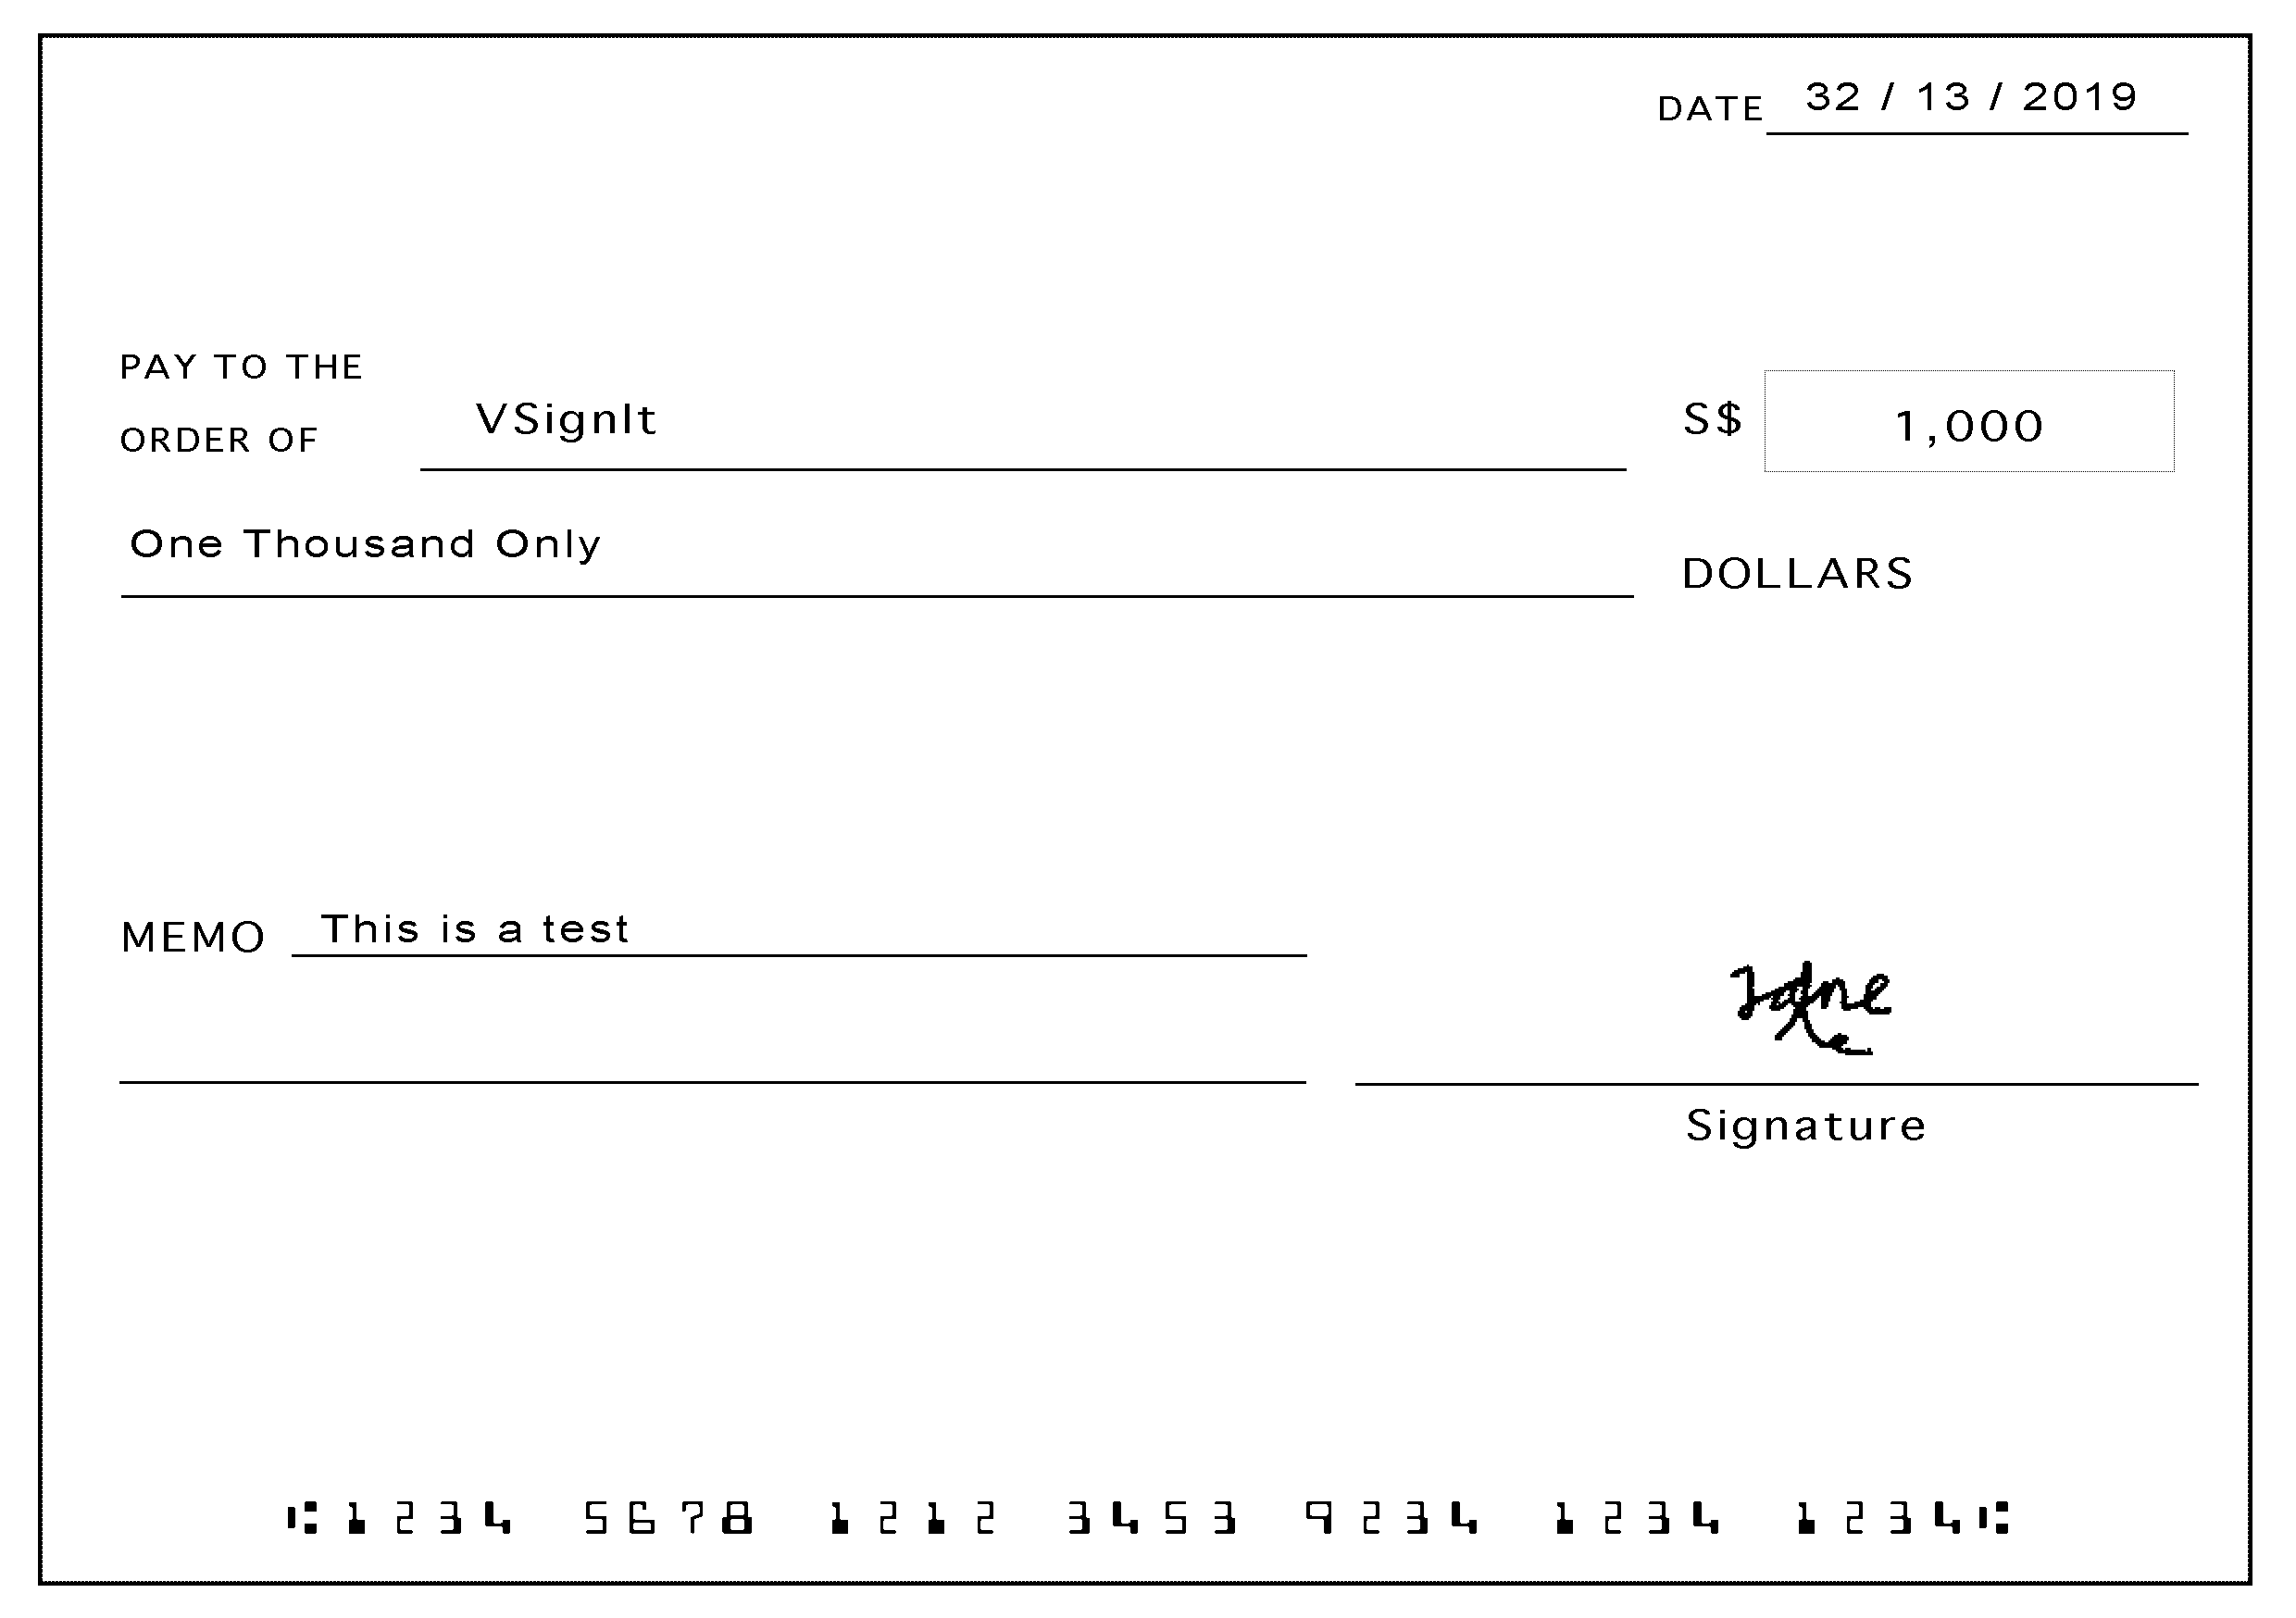 DATE 32 / 13 / 2019
PAY TO THE
ORDER OF VSignIt S$ 1,000
One Thousand Only DOLLARS
MEMO This is a test
Jane
Signature
⑆1234 5678 1212 3453 9234 1234 1234⑆